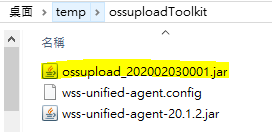 桌面 > temp > ossuploadToolkit
名稱
ossupload_202002030001.jar
wss-unified-agent.config
wss-unified-agent-20.1.2.jar